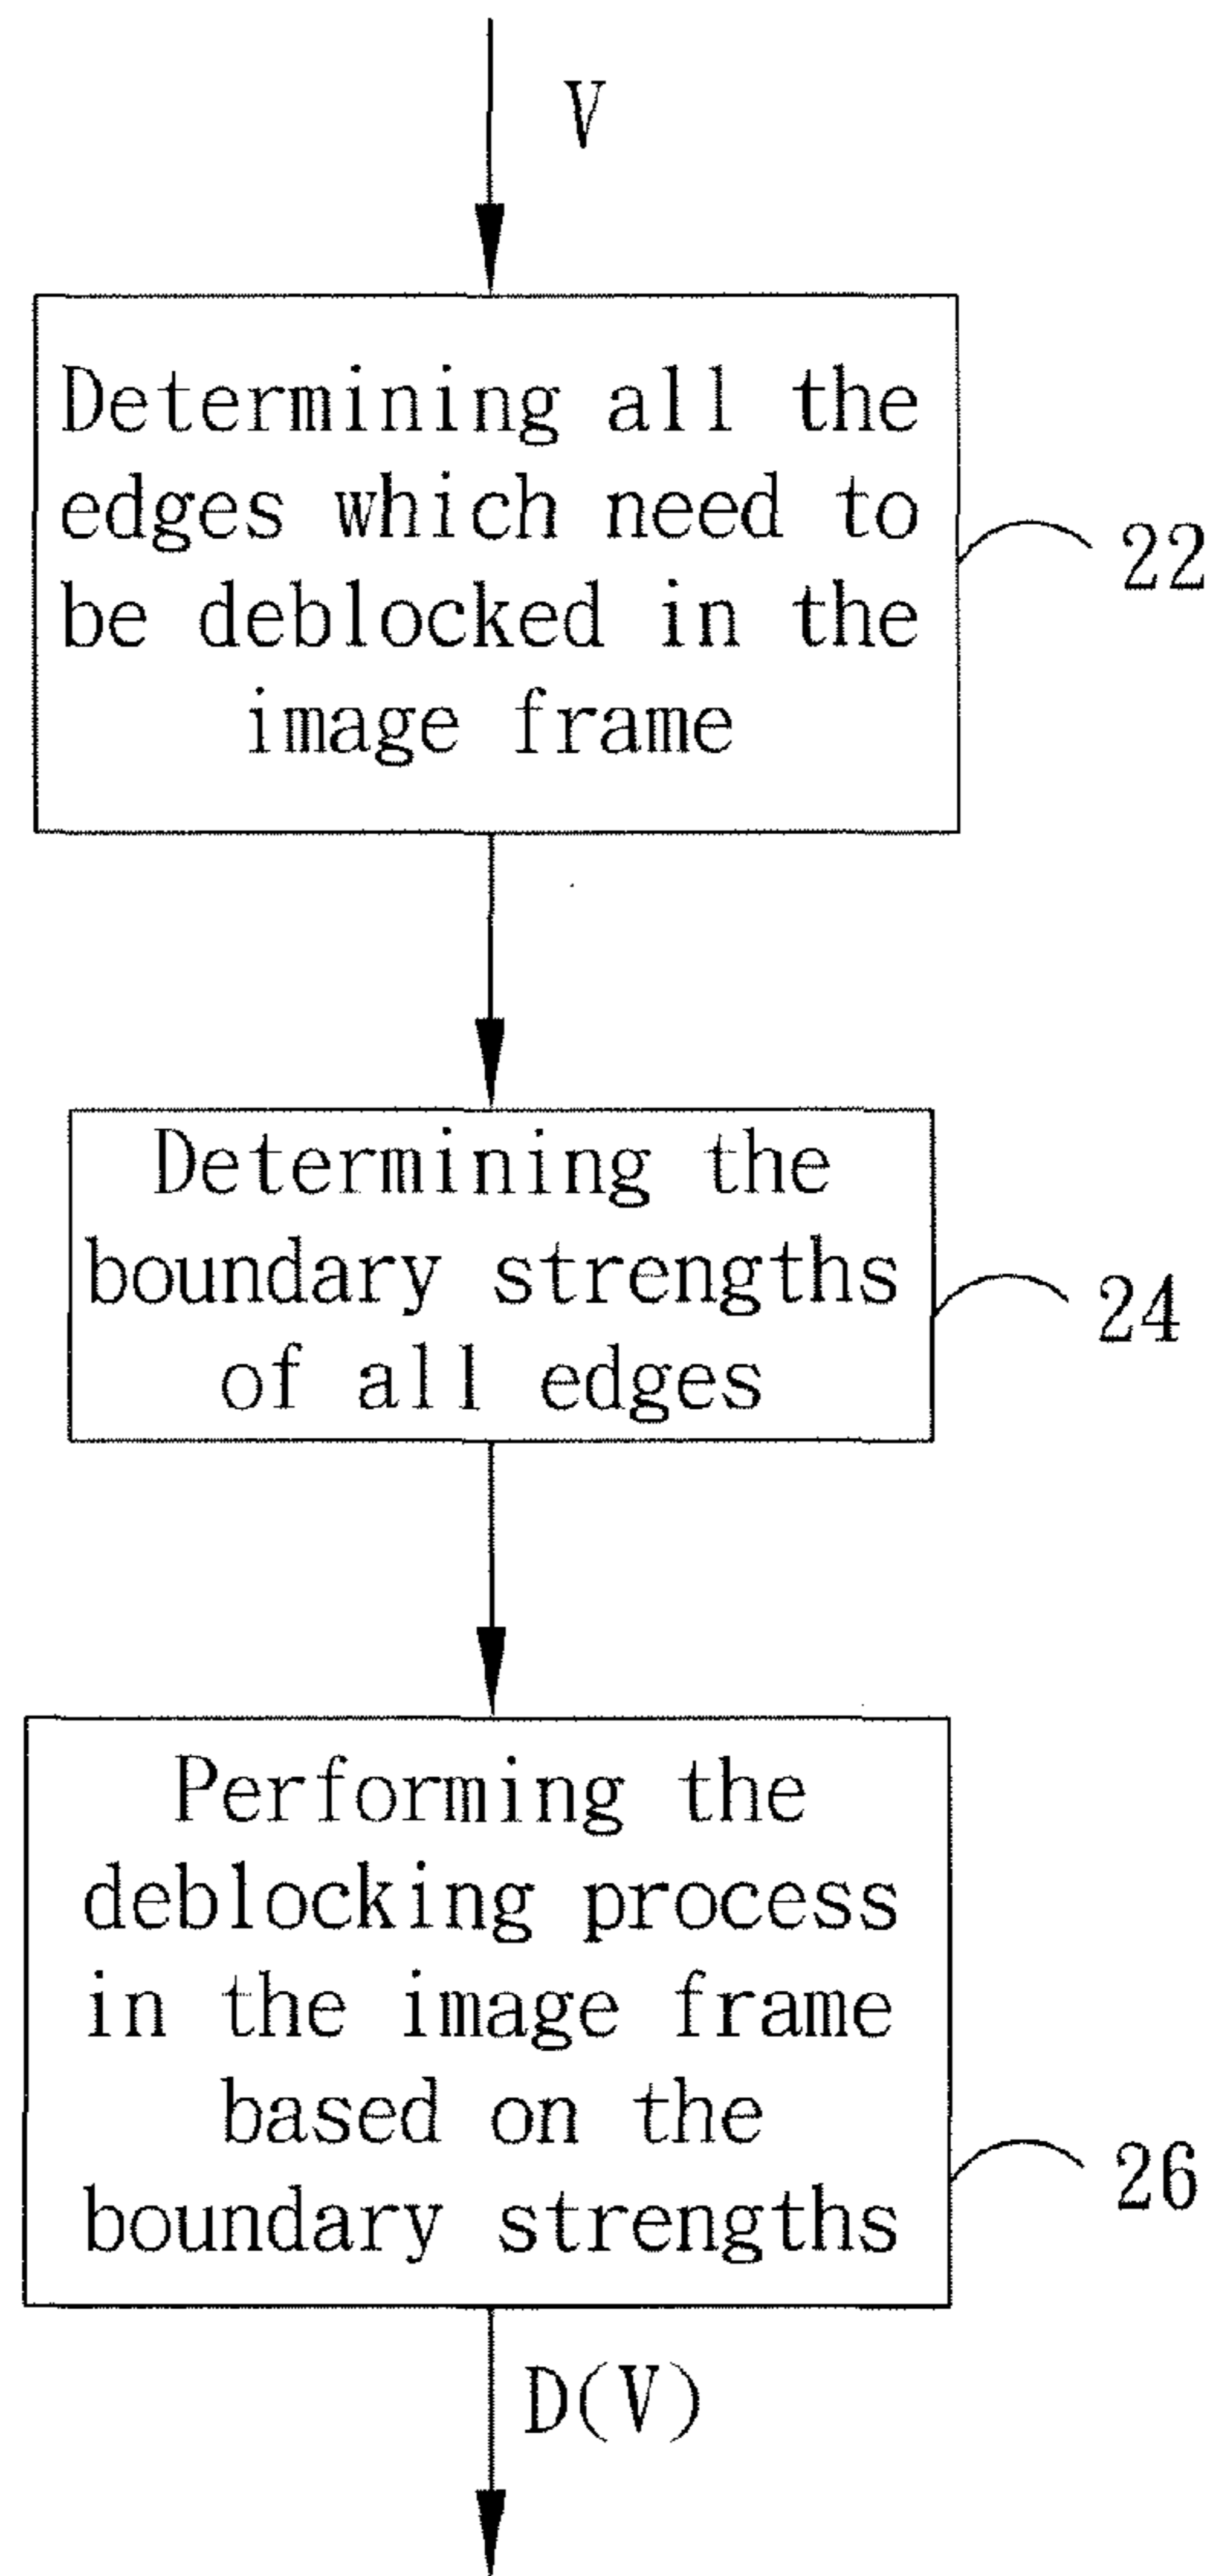 V
Determining all the
edges which need to
be deblocked in the
image frame
22
Determining the
boundary strengths
of all edges
24
Performing the
deblocking process
in the image frame
based on the
boundary strengths
26
D(V)